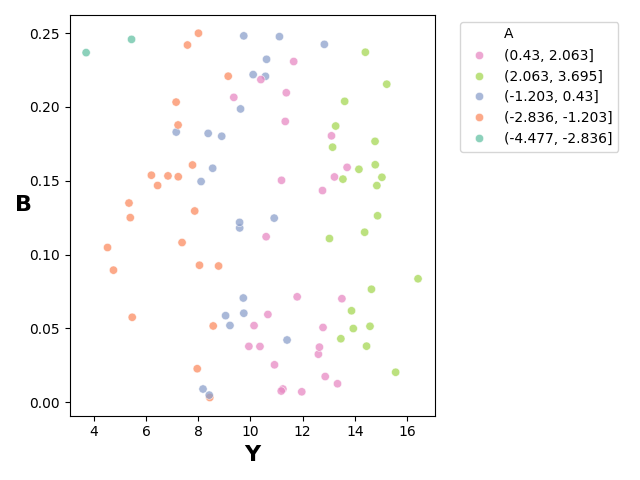 A
(0.43, 2.063]
(2.063, 3.695]
(-1.203, 0.43]
(-2.836, -1.203]
(-4.477, -2.836]
0.25
0.20
0.15
0.10
0.05
0.00
B
4 6 8 10 12 14 16
Y